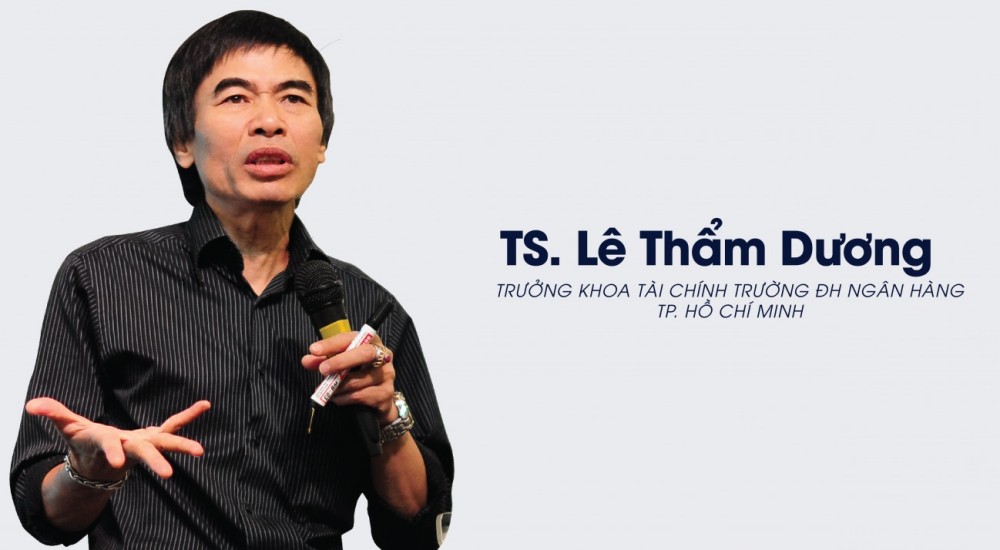 TS. Lê Thẩm Dương
TRƯỞNG KHOA TÀI CHÍNH TRƯỜNG ĐH NGÂN HÀNG
TP. HỒ CHÍ MINH